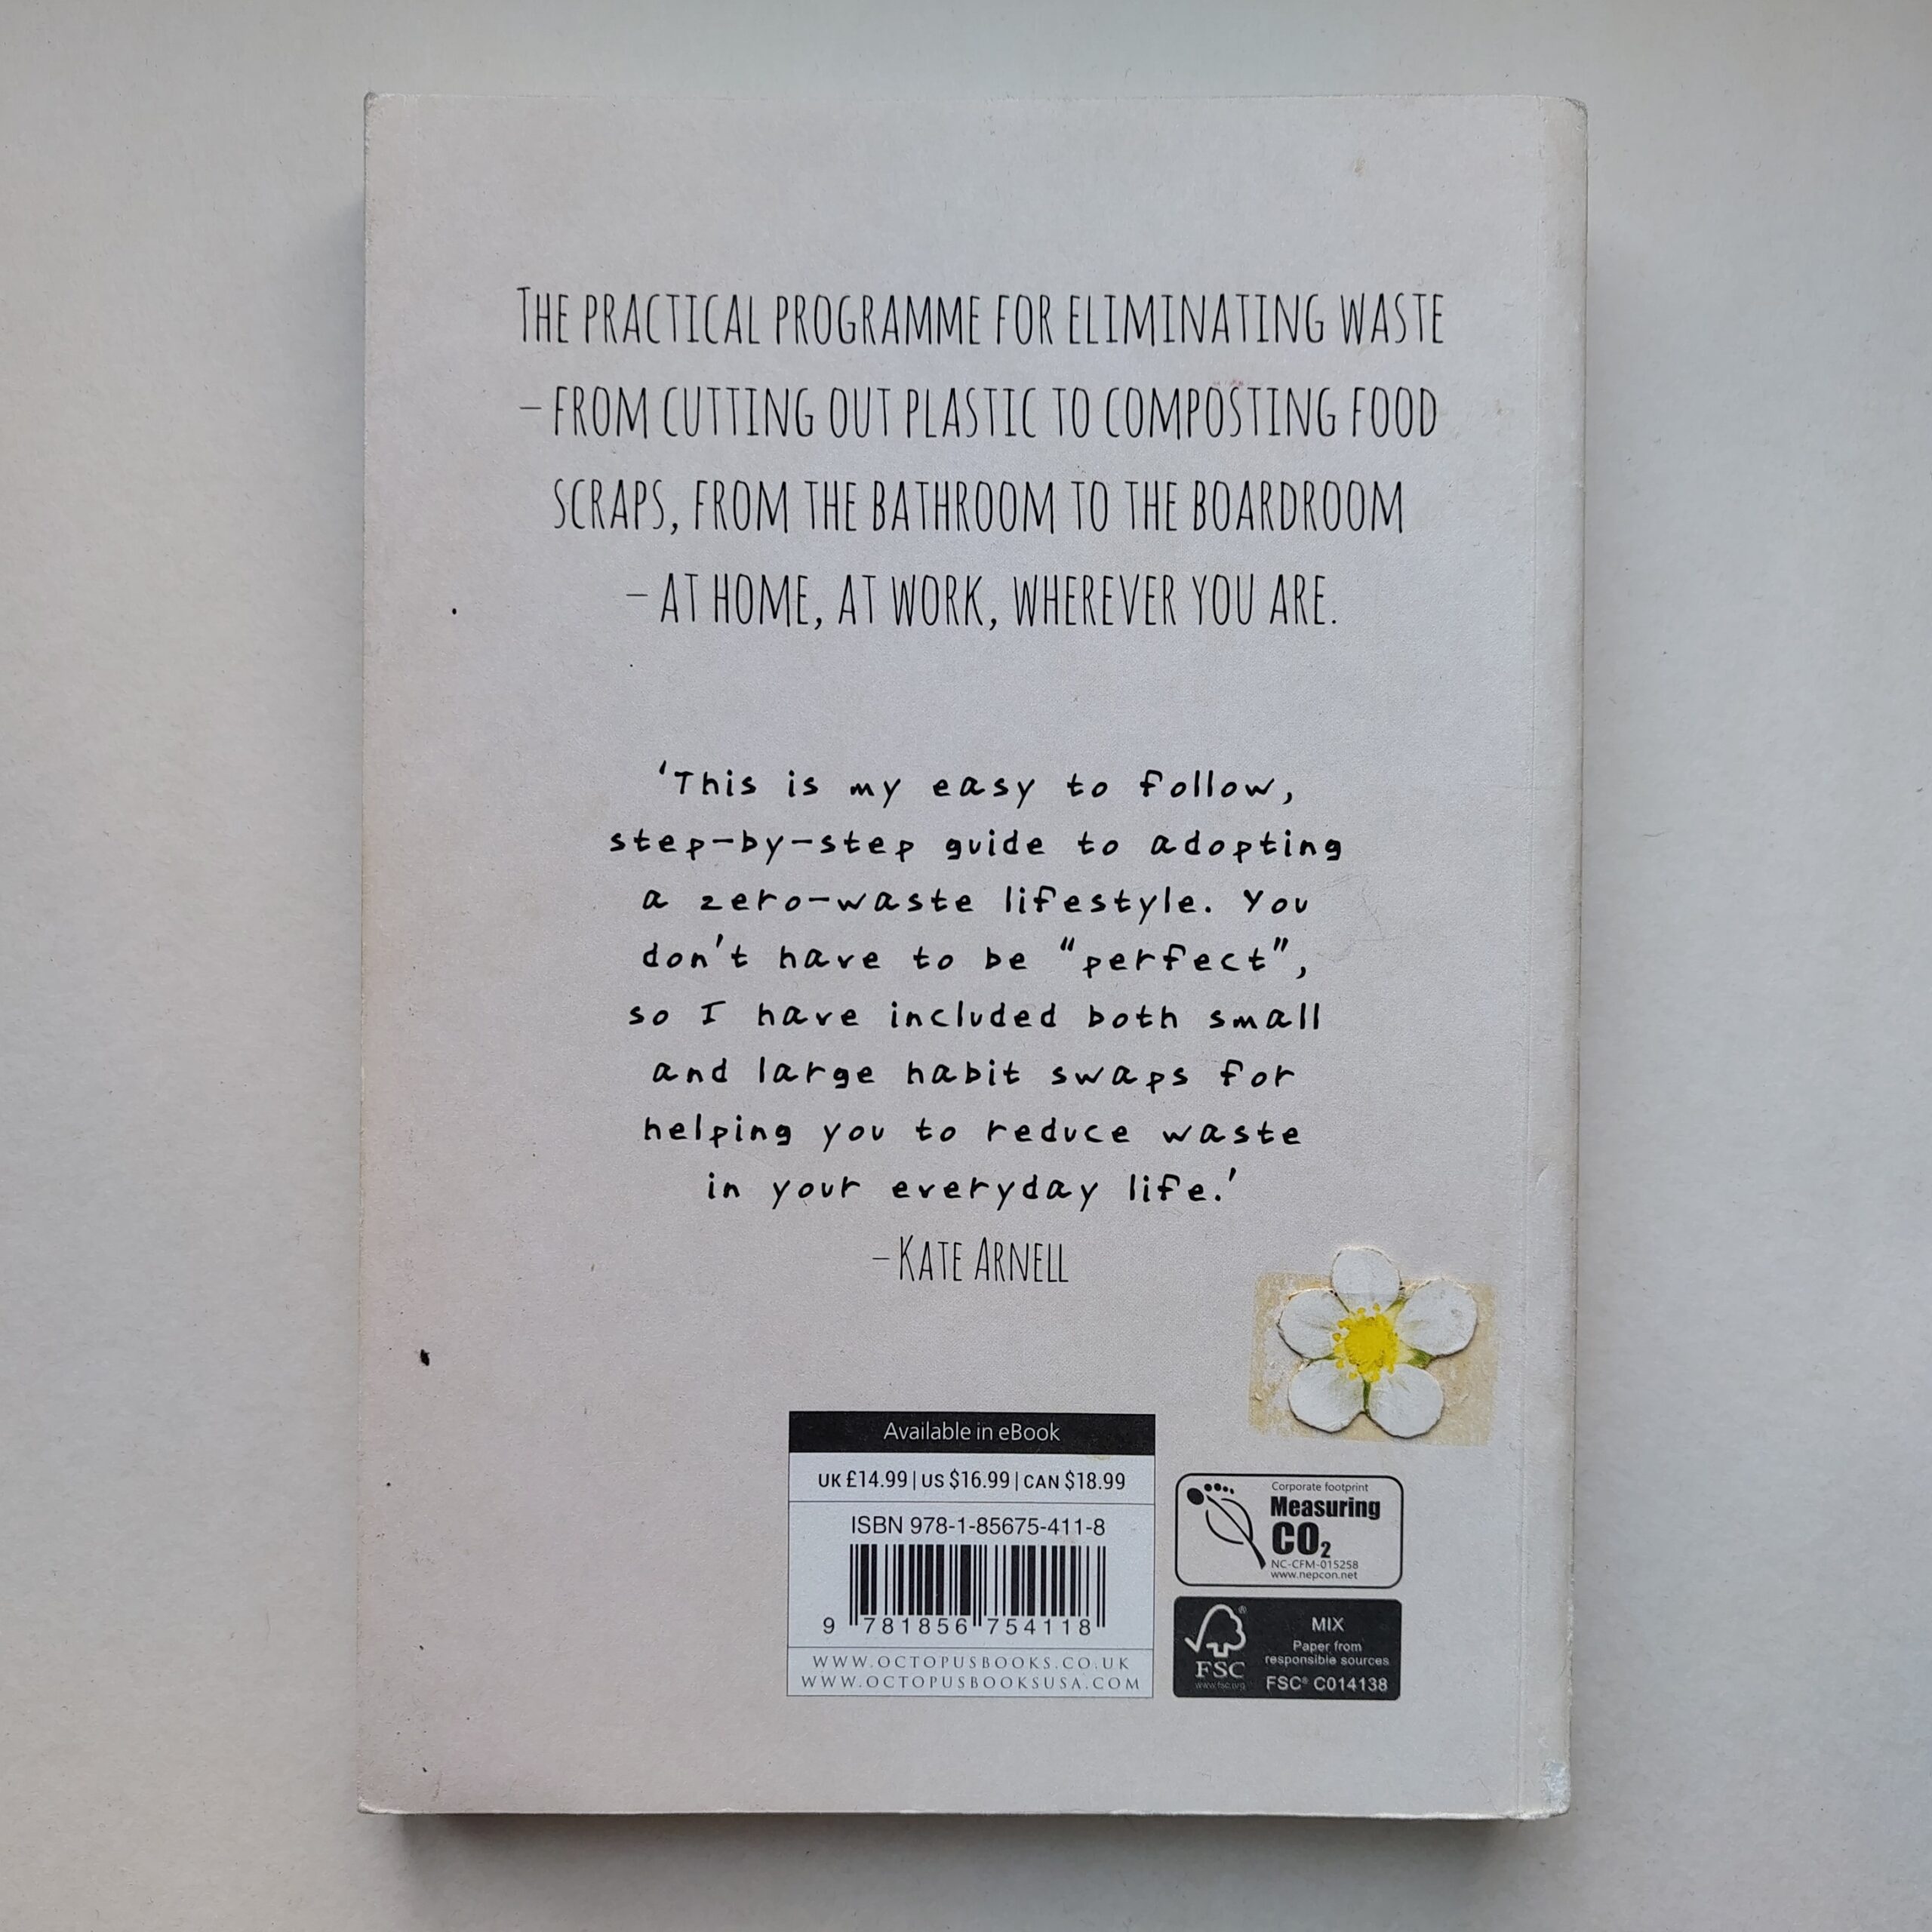 THE PRACTICAL PROGRAMME FOR ELIMINATING WASTE
– FROM CUTTING OUT PLASTIC TO COMPOSTING FOOD
SCRAPS, FROM THE BATHROOM TO THE BOARDROOM
– AT HOME, AT WORK, WHEREVER YOU ARE.
‘This is my easy to follow,
step-by-step guide to adopting
a zero-waste lifestyle. You
don't have to be “perfect”,
so I have included both small
and large habit swaps for
helping you to reduce waste
in your everyday life.’
– KATE ARNELL
Available in eBook
UK £14.99 | US $16.99 | CAN $18.99
ISBN 978-1-85675-411-8
9 781856 754118
WWW.OCTOPUSBOOKS.CO.UK
WWW.OCTOPUSBOOKSUSA.COM
Corporate footprint
Measuring
CO₂
NC-CFM-015258
www.nepcon.net
FSC®
www.fsc.org
MIX
Paper from
responsible sources
FSC® C014138